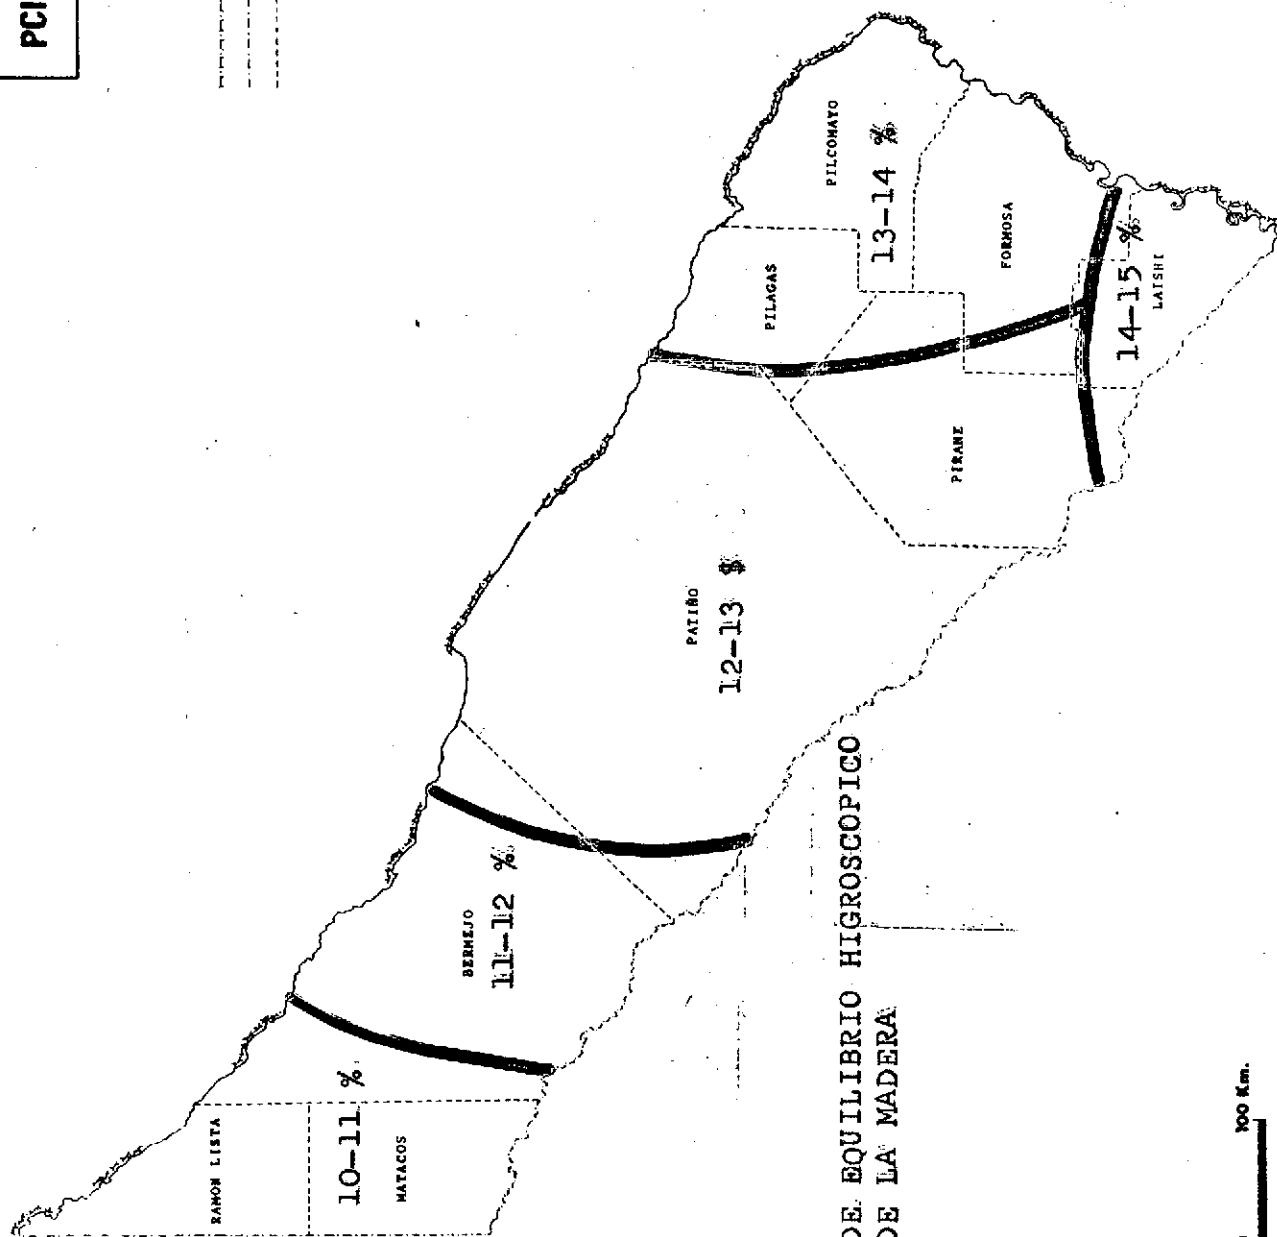 PCI
RAMON LISTA
10-11 %
MATACOS
BERMEJO
11-12 %
PATIÑO
12-13 $
PIRANE
PILAGAS
PILCOMAYO
13-14 %
FORMOSA
14-15 %
LAISHI
DE EQUILIBRIO HIGROSCOPICO
DE LA MADERA
100 Km.